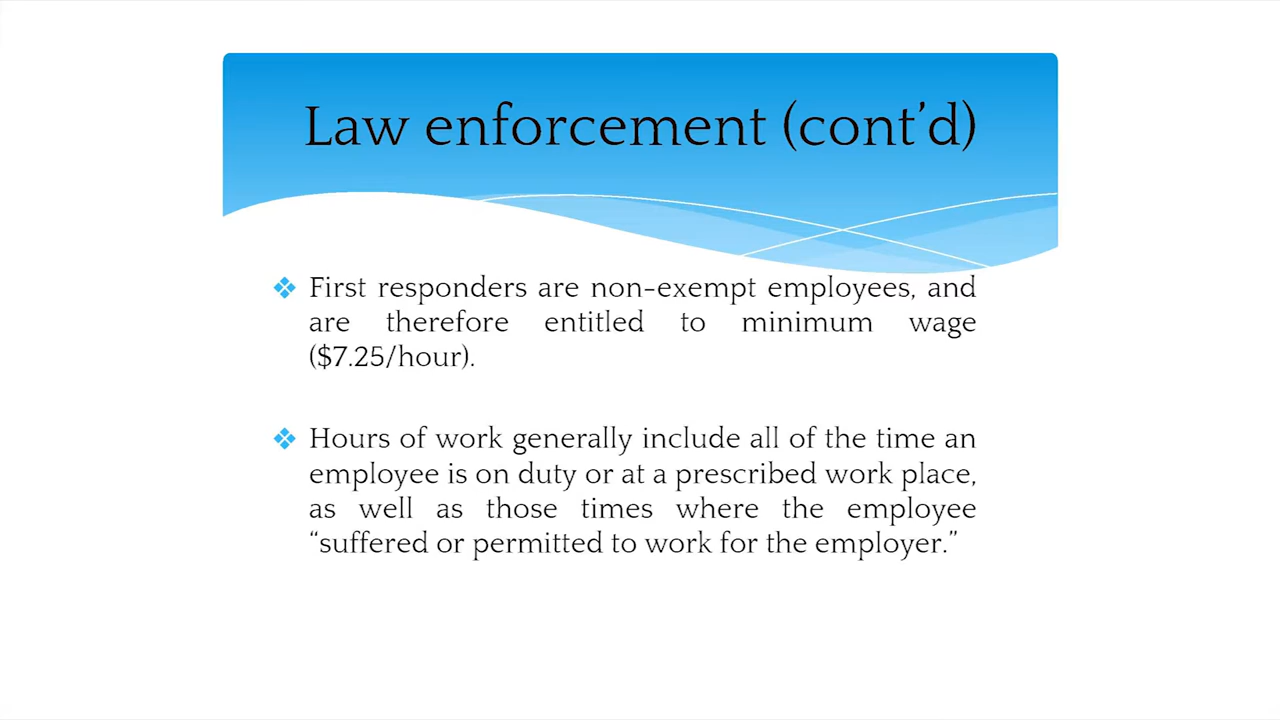 Law enforcement (cont’d)
First responders are non-exempt employees, and
are therefore entitled to minimum wage
($7.25/hour).
Hours of work generally include all of the time an
employee is on duty or at a prescribed work place,
as well as those times where the employee
“suffered or permitted to work for the employer.”